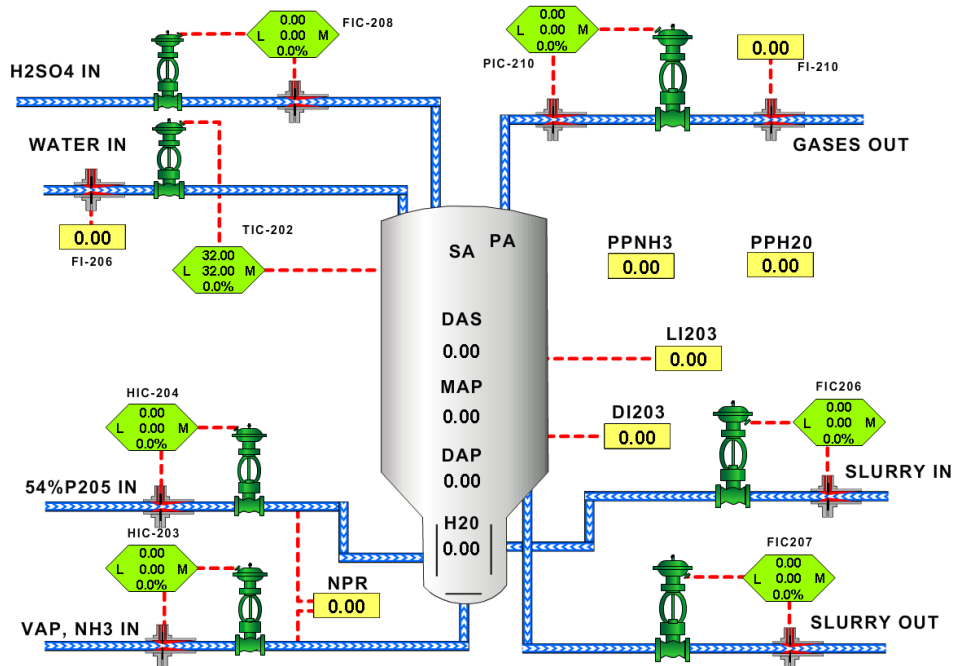 0.00
L 0.00 M
0.0%
FIC-208
H2SO4 IN
WATER IN
0.00
FI-206
TIC-202
32.00
L 32.00 M
0.0%
0.00
L 0.00 M
0.0%
PIC-210
0.00
FI-210
GASES OUT
SA PA
PPNH3
0.00
PPH20
0.00
DAS
0.00
MAP
0.00
DAP
0.00
H20
0.00
LI203
0.00
DI203
0.00
HIC-204
0.00
L 0.00 M
0.0%
54%P205 IN
HIC-203
0.00
L 0.00 M
0.0%
VAP, NH3 IN
NPR
0.00
FIC206
0.00
L 0.00 M
0.0%
SLURRY IN
FIC207
0.00
L 0.00 M
0.0%
SLURRY OUT